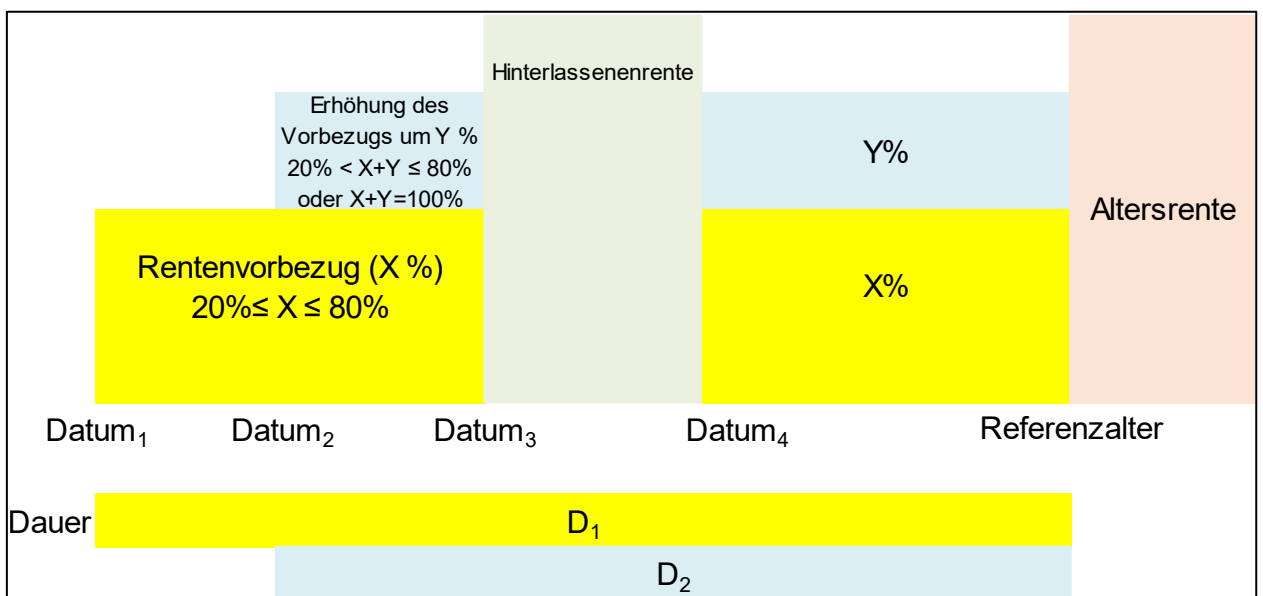 Hinterlassenenrente
Erhöhung des
Vorbezugs um Y %
20% < X+Y ≤ 80%
oder X+Y=100%
Y%
Altersrente
Rentenvorbezug (X %)
20%≤ X ≤ 80%
X%
Datum₁
Datum₂
Datum₃
Datum₄
Referenzalter
Dauer
D₁
D₂